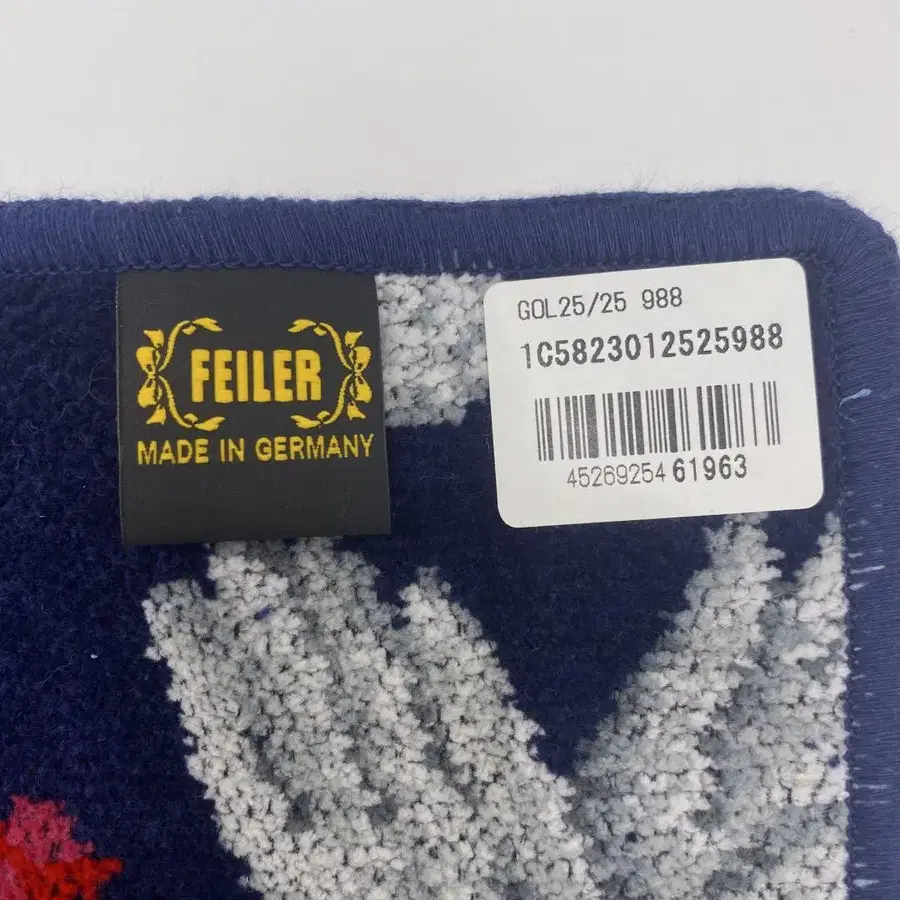 FEILER
MADE IN GERMANY
GOL25/25 988
1C5823012525988
4526925461963